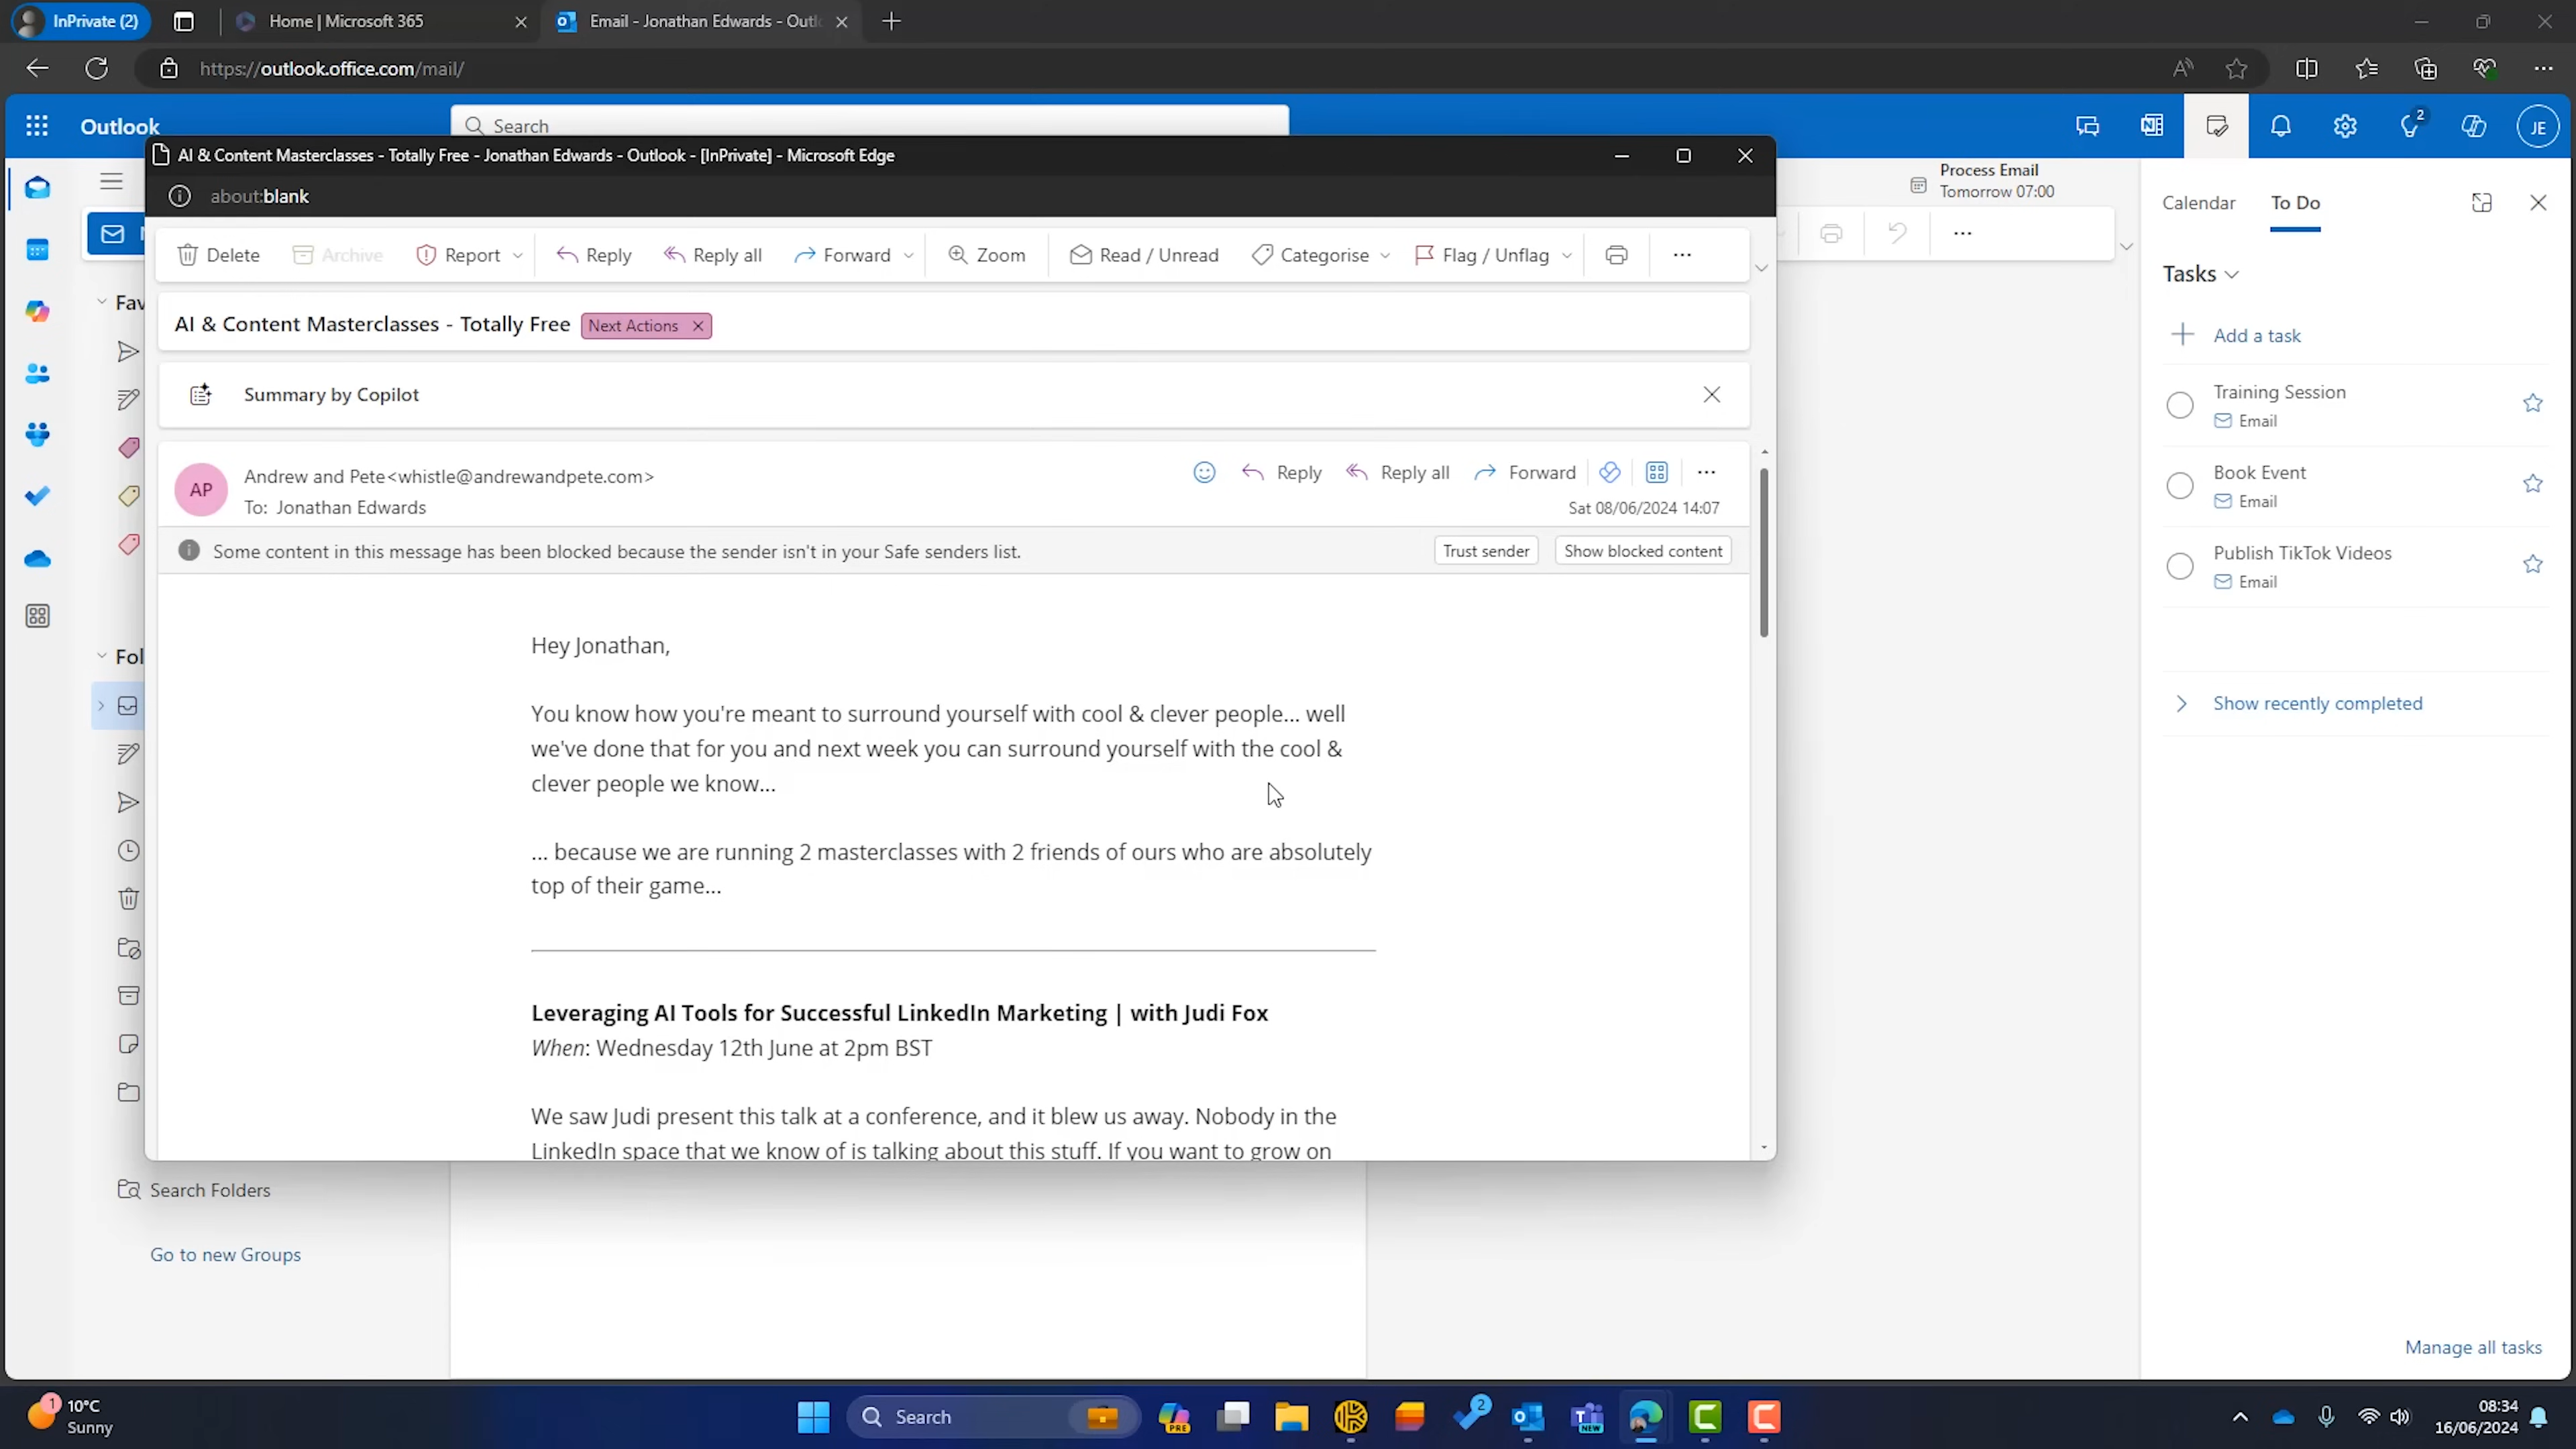 InPrivate (2)
Home | Microsoft 365
Email - Jonathan Edwards - Outl
https://outlook.office.com/mail/
Outlook
Search
2
JE
AI & Content Masterclasses - Totally Free - Jonathan Edwards - Outlook - [InPrivate] - Microsoft Edge
about:blank
Process Email
Tomorrow 07:00
Delete
Archive
Report
Reply
Reply all
Forward
Zoom
Read / Unread
Categorise
Flag / Unflag
Fav
AI & Content Masterclasses - Totally Free
Next Actions
Summary by Copilot
AP
Andrew and Pete<whistle@andrewandpete.com>
To: Jonathan Edwards
Reply
Reply all
Forward
Sat 08/06/2024 14:07
Some content in this message has been blocked because the sender isn't in your Safe senders list.
Trust sender
Show blocked content
Hey Jonathan,
You know how you're meant to surround yourself with cool & clever people... well
we've done that for you and next week you can surround yourself with the cool &
clever people we know...
... because we are running 2 masterclasses with 2 friends of ours who are absolutely
top of their game...
Leveraging AI Tools for Successful LinkedIn Marketing | with Judi Fox
When: Wednesday 12th June at 2pm BST
We saw Judi present this talk at a conference, and it blew us away. Nobody in the
LinkedIn space that we know of is talking about this stuff. If you want to grow on
Fol
Search Folders
Go to new Groups
Calendar
To Do
Tasks
Add a task
Training Session
Email
Book Event
Email
Publish TikTok Videos
Email
Show recently completed
Manage all tasks
1
10°C
Sunny
Search
PRE
2
NEW
08:34
16/06/2024